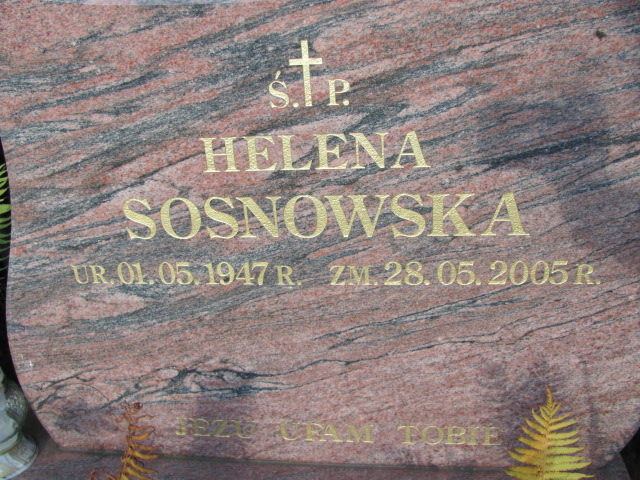 Ś. P.
HELENA
SOSNOWSKA
UR. 01. 05. 1947 R. ZM. 28. 05. 2005 R.
JEZU UFAM TOBIE